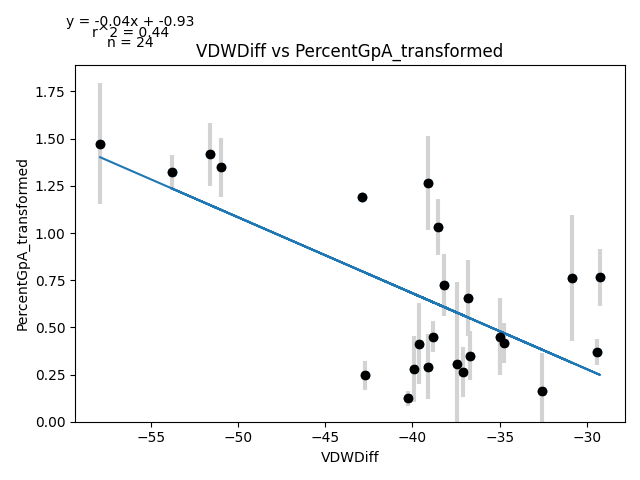 y = -0.04x + -0.93
r^2 = 0.44
n = 24
VDWDiff vs PercentGpA_transformed
PercentGpA_transformed
1.75
1.50
1.25
1.00
0.75
0.50
0.25
0.00
−55
−50
−45
−40
−35
−30
VDWDiff